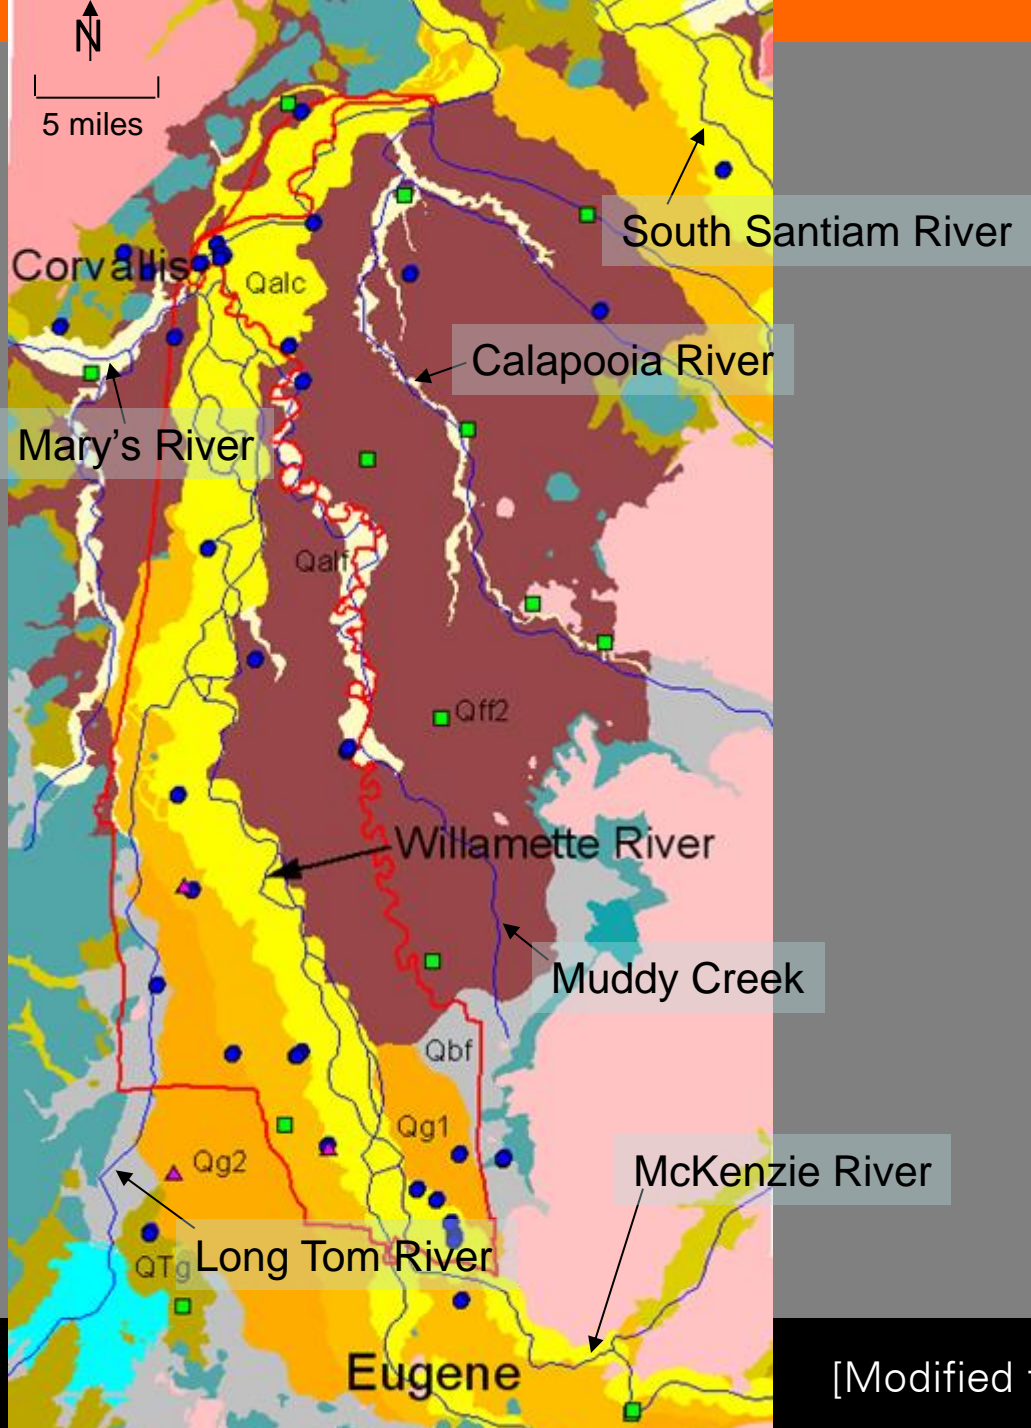 N
5 miles
South Santiam River
Corvallis
Qalc
Calapooia River
Mary's River
Qalf
Qff2
Willamette River
Muddy Creek
Qbf
Qg1
Qg2
McKenzie River
Long Tom River
QTg
Eugene
[Modified